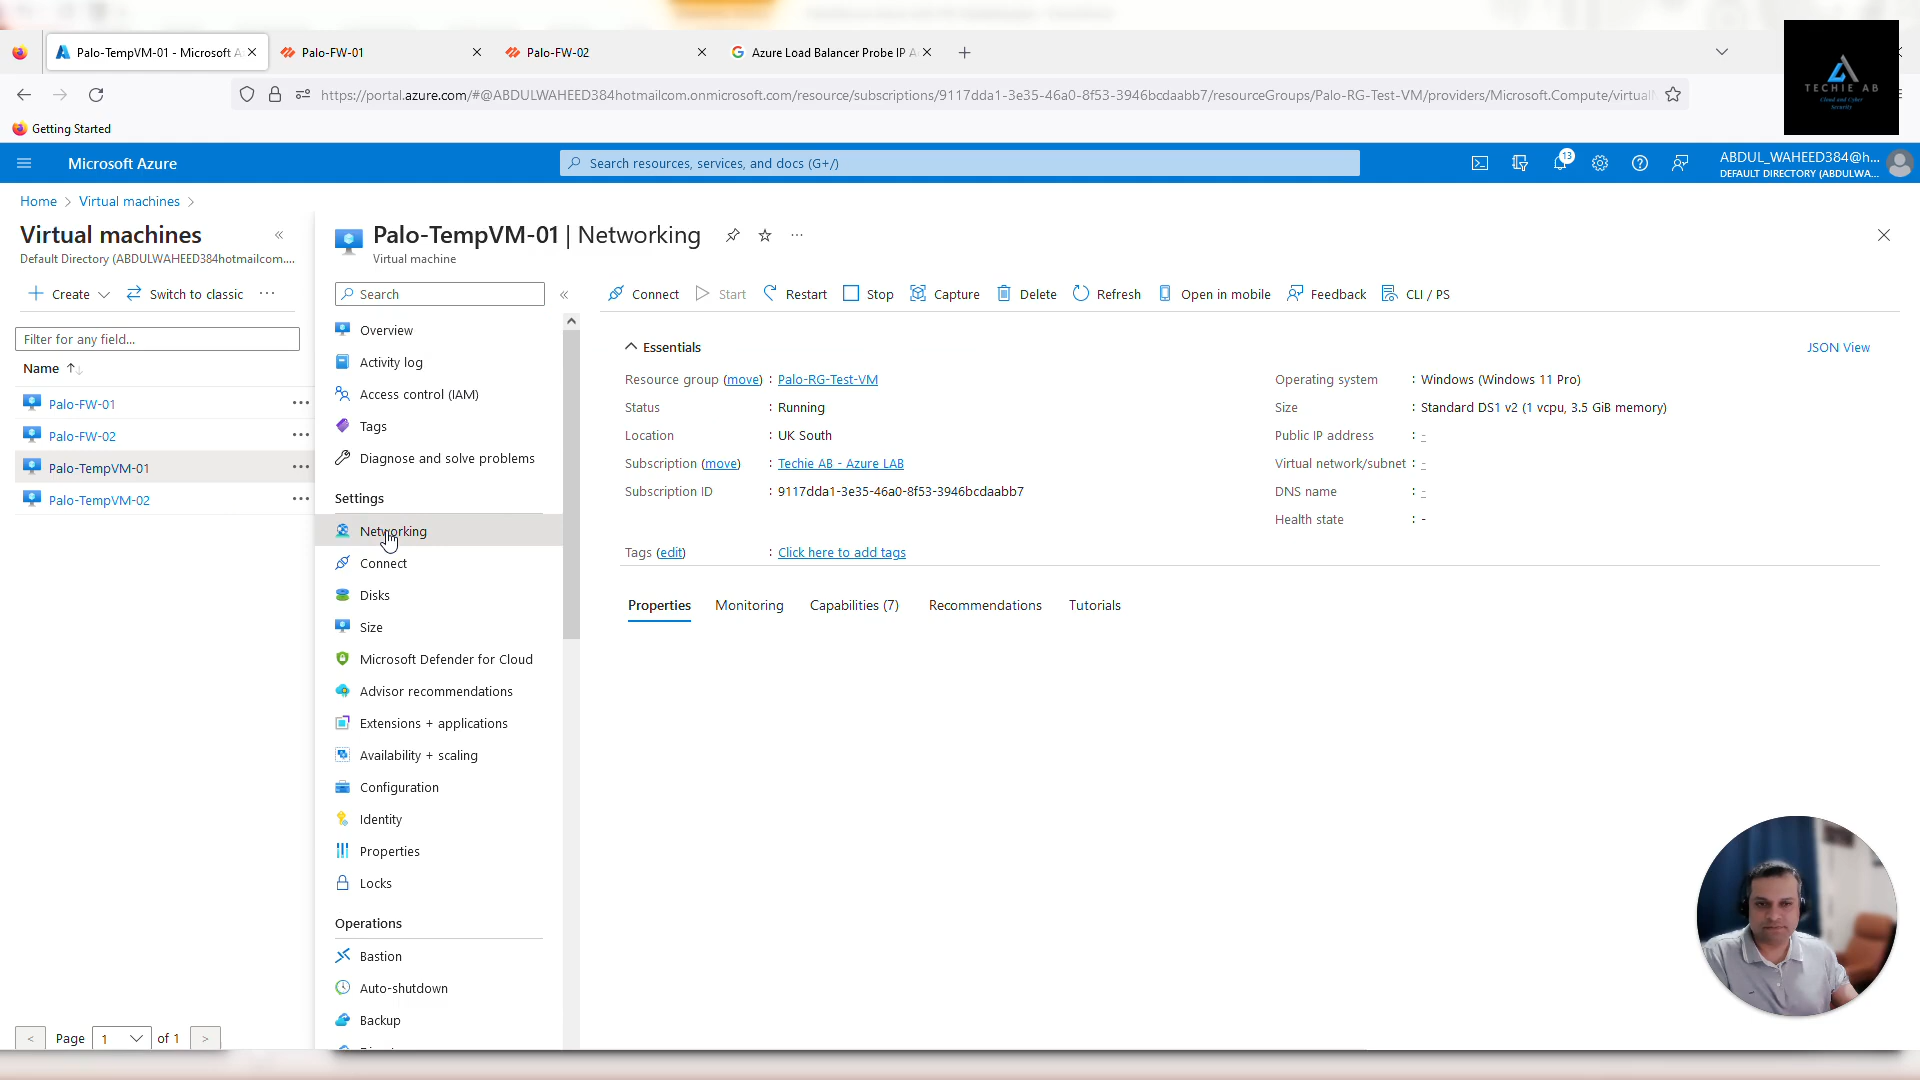 Palo-TempVM-01 - Microsoft A
Palo-FW-01
Palo-FW-02
Azure Load Balancer Probe IP A
https://portal.azure.com/#@ABDULWAHEED384hotmailcom.onmicrosoft.com/resource/subscriptions/9117dda1-3e35-46a0-8f53-3946bcdaabb7/resourceGroups/Palo-RG-Test-VM/providers/Microsoft.Compute/virtual
TECHIE AB
Cloud and Cyber
Security
Getting Started
Microsoft Azure
Search resources, services, and docs (G+/)
13
ABDUL_WAHEED384@h...
DEFAULT DIRECTORY (ABDULWA...
Home > Virtual machines >
Virtual machines
Default Directory (ABDULWAHEED384hotmailcom....
Create
Switch to classic
Filter for any field...
Name
Palo-FW-01
Palo-FW-02
Palo-TempVM-01
Palo-TempVM-02
< Page 1 of 1 >
Palo-TempVM-01 | Networking
Virtual machine
Search
Overview
Activity log
Access control (IAM)
Tags
Diagnose and solve problems
Settings
Networking
Connect
Disks
Size
Microsoft Defender for Cloud
Advisor recommendations
Extensions + applications
Availability + scaling
Configuration
Identity
Properties
Locks
Operations
Bastion
Auto-shutdown
Backup
Connect Start Restart Stop Capture Delete Refresh Open in mobile Feedback CLI / PS
Essentials
JSON View
Resource group (move) : Palo-RG-Test-VM
Status : Running
Location : UK South
Subscription (move) : Techie AB - Azure LAB
Subscription ID : 9117dda1-3e35-46a0-8f53-3946bcdaabb7
Operating system : Windows (Windows 11 Pro)
Size : Standard DS1 v2 (1 vcpu, 3.5 GiB memory)
Public IP address : -
Virtual network/subnet : -
DNS name : -
Health state : -
Tags (edit) : Click here to add tags
Properties Monitoring Capabilities (7) Recommendations Tutorials